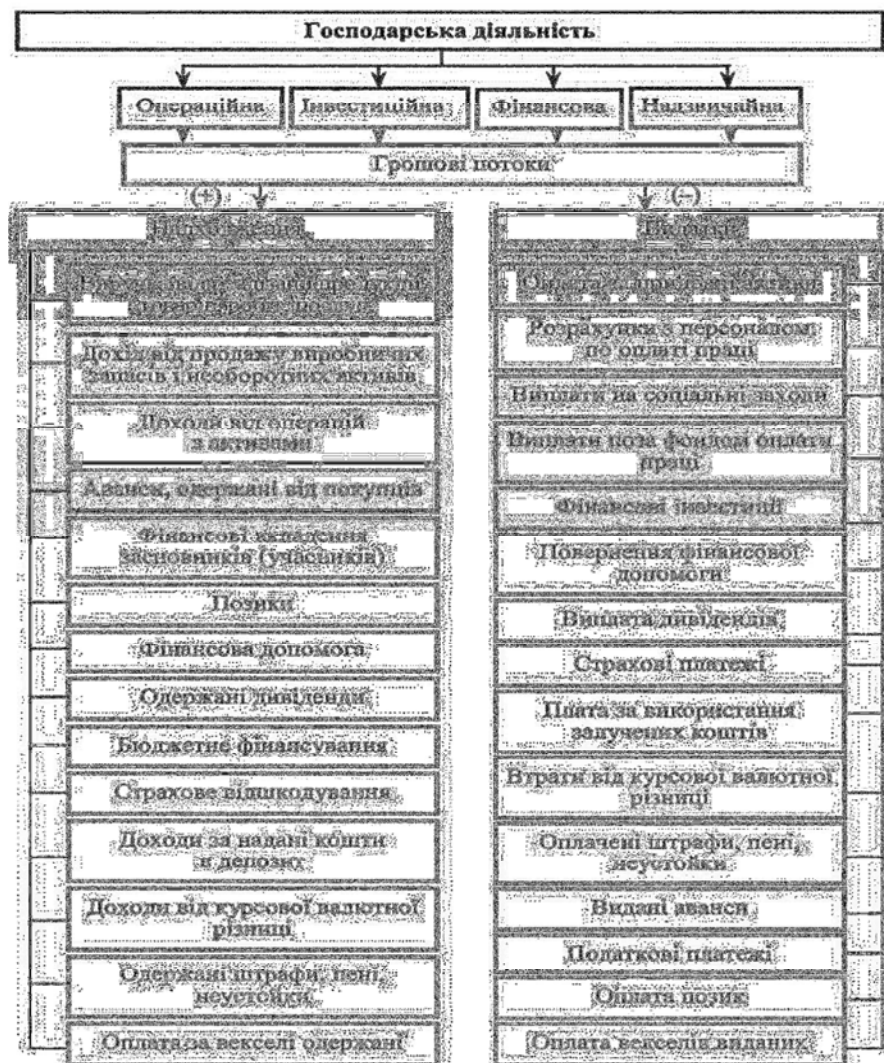 Господарська діяльність
Операційна
Інвестиційна
Фінансова
Надзвичайна
Грошові потоки
(+)
(–)
Надходження
Дохід від продажу виробничих
запасів і необоротних активів
Доходи від операцій
з активами
Аванси, одержані від покупців
Фінансові вкладення
засновників (учасників)
Позики
Фінансова допомога
Одержані дивіденди
Бюджетне фінансування
Страхове відшкодування
Доходи за надані кошти
в депозит
Доходи від курсової валютної
різниці
Одержані штрафи, пені,
неустойки
Оплата за векселі одержані
Видатки
Розрахунки з персоналом
по оплаті праці
Виплати на соціальні заходи
Виплати поза фондом оплати
праці
Фінансові інвестиції
Повернення фінансової
допомоги
Виплата дивідендів
Страхові платежі
Плата за використання
залучених коштів
Втрати від курсової валютної
різниці
Оплачені штрафи, пені,
неустойки
Видані аванси
Податкові платежі
Оплата позик
Оплата векселів виданих